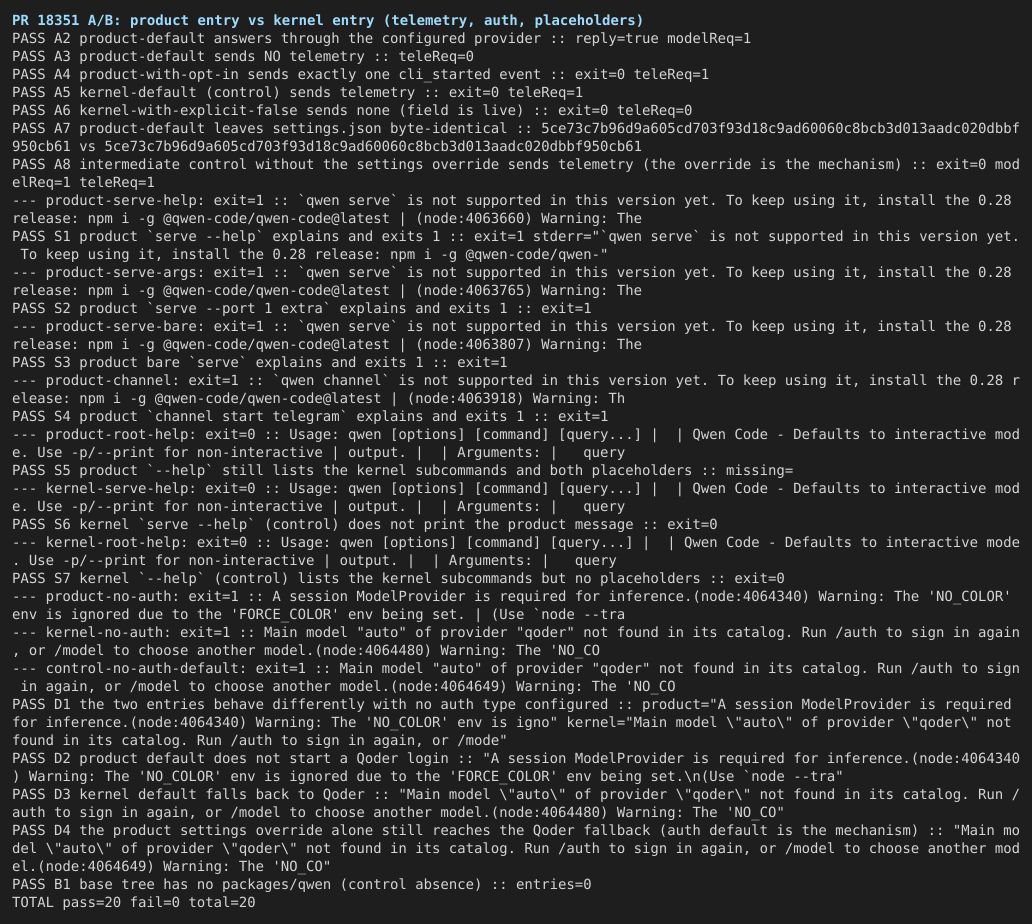 PR 18351 A/B: product entry vs kernel entry (telemetry, auth, placeholders)
PASS A2 product-default answers through the configured provider :: reply=true modelReq=1
PASS A3 product-default sends NO telemetry :: teleReq=0
PASS A4 product-with-opt-in sends exactly one cli_started event :: exit=0 teleReq=1
PASS A5 kernel-default (control) sends telemetry :: exit=0 teleReq=1
PASS A6 kernel-with-explicit-false sends none (field is live) :: exit=0 teleReq=0
PASS A7 product-default leaves settings.json byte-identical :: 5ce73c7b96d9a605cd703f93d18c9ad60060c8bcb3d013aadc020dbbf
950cb61 vs 5ce73c7b96d9a605cd703f93d18c9ad60060c8bcb3d013aadc020dbbf950cb61
PASS A8 intermediate control without the settings override sends telemetry (the override is the mechanism) :: exit=0 mod
elReq=1 teleReq=1
--- product-serve-help: exit=1 :: `qwen serve` is not supported in this version yet. To keep using it, install the 0.28
release: npm i -g @qwen-code/qwen-code@latest | (node:4063660) Warning: The
PASS S1 product `serve --help` explains and exits 1 :: exit=1 stderr="`qwen serve` is not supported in this version yet.
 To keep using it, install the 0.28 release: npm i -g @qwen-code/qwen-"
--- product-serve-args: exit=1 :: `qwen serve` is not supported in this version yet. To keep using it, install the 0.28
release: npm i -g @qwen-code/qwen-code@latest | (node:4063765) Warning: The
PASS S2 product `serve --port 1 extra` explains and exits 1 :: exit=1
--- product-serve-bare: exit=1 :: `qwen serve` is not supported in this version yet. To keep using it, install the 0.28
release: npm i -g @qwen-code/qwen-code@latest | (node:4063807) Warning: The
PASS S3 product bare `serve` explains and exits 1 :: exit=1
--- product-channel: exit=1 :: `qwen channel` is not supported in this version yet. To keep using it, install the 0.28 r
elease: npm i -g @qwen-code/qwen-code@latest | (node:4063918) Warning: Th
PASS S4 product `channel start telegram` explains and exits 1 :: exit=1
--- product-root-help: exit=0 :: Usage: qwen [options] [command] [query...] |  | Qwen Code - Defaults to interactive mod
e. Use -p/--print for non-interactive | output. |  | Arguments: |   query
PASS S5 product `--help` still lists the kernel subcommands and both placeholders :: missing=
--- kernel-serve-help: exit=0 :: Usage: qwen [options] [command] [query...] |  | Qwen Code - Defaults to interactive mod
e. Use -p/--print for non-interactive | output. |  | Arguments: |   query
PASS S6 kernel `serve --help` (control) does not print the product message :: exit=0
--- kernel-root-help: exit=0 :: Usage: qwen [options] [command] [query...] |  | Qwen Code - Defaults to interactive mode
. Use -p/--print for non-interactive | output. |  | Arguments: |   query
PASS S7 kernel `--help` (control) lists the kernel subcommands but no placeholders :: exit=0
--- product-no-auth: exit=1 :: A session ModelProvider is required for inference.(node:4064340) Warning: The 'NO_COLOR'
env is ignored due to the 'FORCE_COLOR' env being set. | (Use `node --tra
--- kernel-no-auth: exit=1 :: Main model "auto" of provider "qoder" not found in its catalog. Run /auth to sign in again
, or /model to choose another model.(node:4064480) Warning: The 'NO_CO
--- control-no-auth-default: exit=1 :: Main model "auto" of provider "qoder" not found in its catalog. Run /auth to sign
 in again, or /model to choose another model.(node:4064649) Warning: The 'NO_CO
PASS D1 the two entries behave differently with no auth type configured :: product="A session ModelProvider is required
for inference.(node:4064340) Warning: The 'NO_COLOR' env is igno" kernel="Main model \"auto\" of provider \"qoder\" not
found in its catalog. Run /auth to sign in again, or /mode"
PASS D2 product default does not start a Qoder login :: "A session ModelProvider is required for inference.(node:4064340
) Warning: The 'NO_COLOR' env is ignored due to the 'FORCE_COLOR' env being set.\n(Use `node --tra"
PASS D3 kernel default falls back to Qoder :: "Main model \"auto\" of provider \"qoder\" not found in its catalog. Run /
auth to sign in again, or /model to choose another model.(node:4064480) Warning: The 'NO_CO"
PASS D4 the product settings override alone still reaches the Qoder fallback (auth default is the mechanism) :: "Main mo
del \"auto\" of provider \"qoder\" not found in its catalog. Run /auth to sign in again, or /model to choose another mod
el.(node:4064649) Warning: The 'NO_CO"
PASS B1 base tree has no packages/qwen (control absence) :: entries=0
TOTAL pass=20 fail=0 total=20